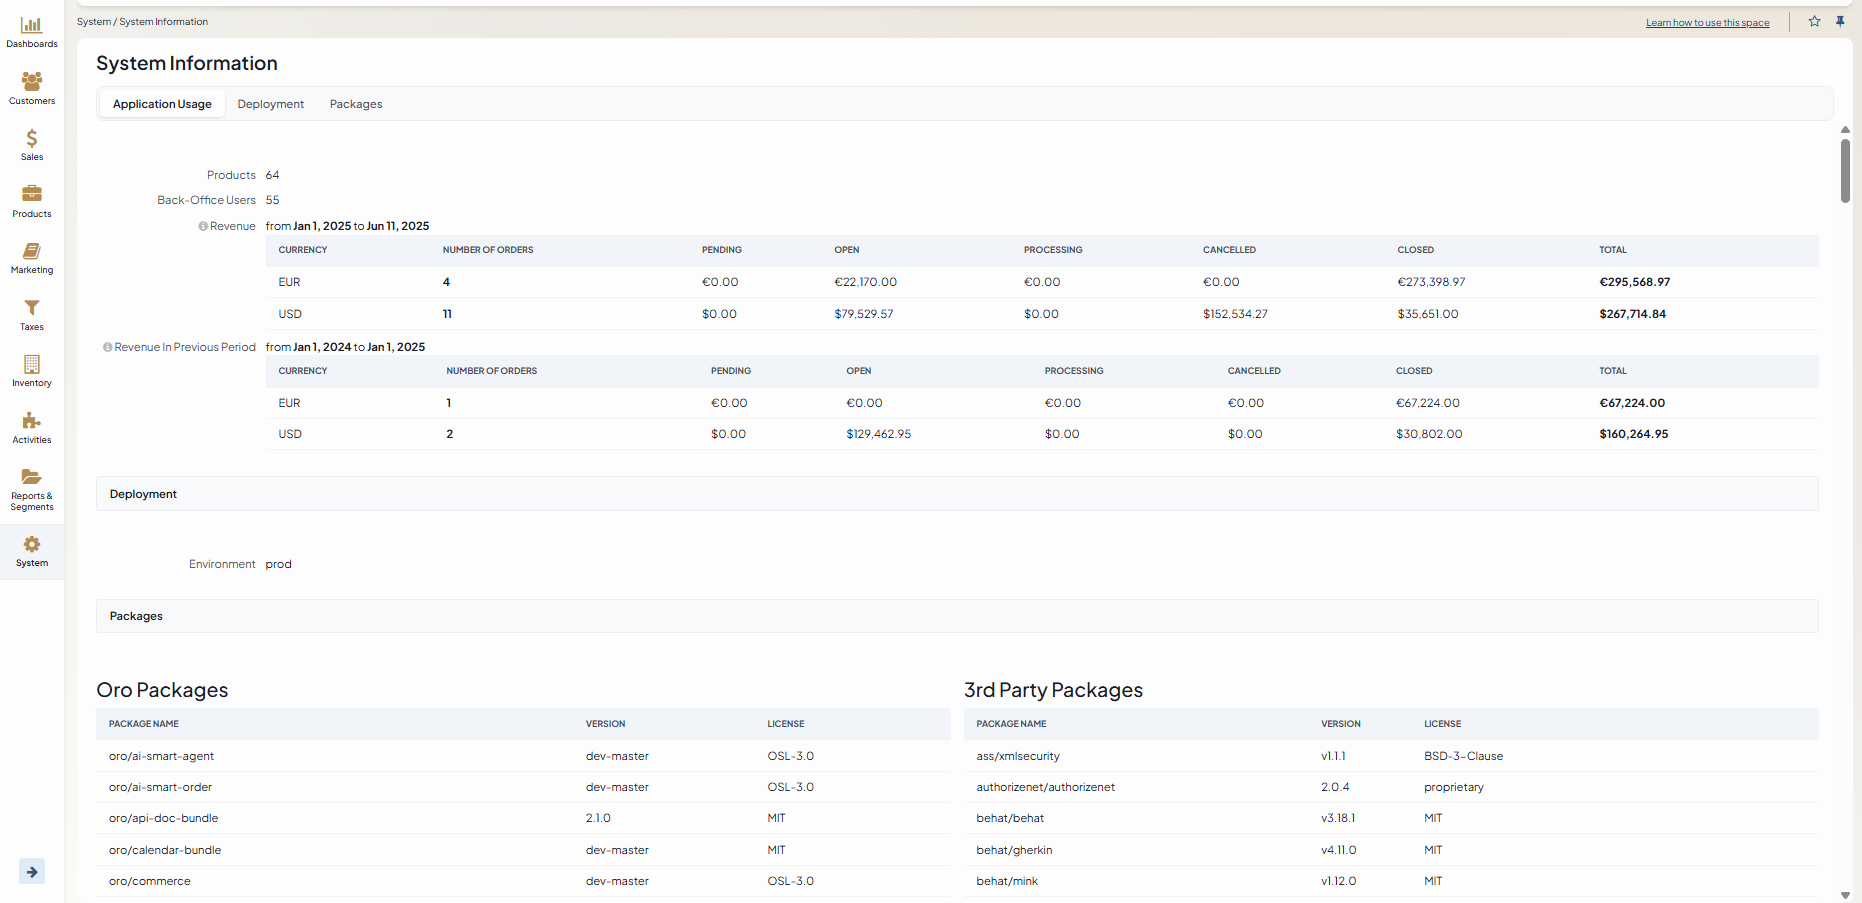 System / System Information
Learn how to use this space
Dashboards
Customers
Sales
Products
Marketing
Taxes
Inventory
Activities
Reports &
Segments
System
System Information
Application Usage Deployment Packages
Products 64
Back-Office Users 55
Revenue from Jan 1, 2025 to Jun 11, 2025
CURRENCY NUMBER OF ORDERS PENDING OPEN PROCESSING CANCELLED CLOSED TOTAL
EUR 4 €0.00 €22,170.00 €0.00 €0.00 €273,398.97 €295,568.97
USD 11 $0.00 $79,529.57 $0.00 $152,534.27 $35,651.00 $267,714.84
Revenue In Previous Period from Jan 1, 2024 to Jan 1, 2025
CURRENCY NUMBER OF ORDERS PENDING OPEN PROCESSING CANCELLED CLOSED TOTAL
EUR 1 €0.00 €0.00 €0.00 €0.00 €67,224.00 €67,224.00
USD 2 $0.00 $129,462.95 $0.00 $0.00 $30,802.00 $160,264.95
Deployment
Environment prod
Packages
Oro Packages
PACKAGE NAME VERSION LICENSE
oro/ai-smart-agent dev-master OSL-3.0
oro/ai-smart-order dev-master OSL-3.0
oro/api-doc-bundle 2.1.0 MIT
oro/calendar-bundle dev-master MIT
oro/commerce dev-master OSL-3.0
3rd Party Packages
PACKAGE NAME VERSION LICENSE
ass/xmlsecurity v1.1.1 BSD-3-Clause
authorizenet/authorizenet 2.0.4 proprietary
behat/behat v3.18.1 MIT
behat/gherkin v4.11.0 MIT
behat/mink v1.12.0 MIT